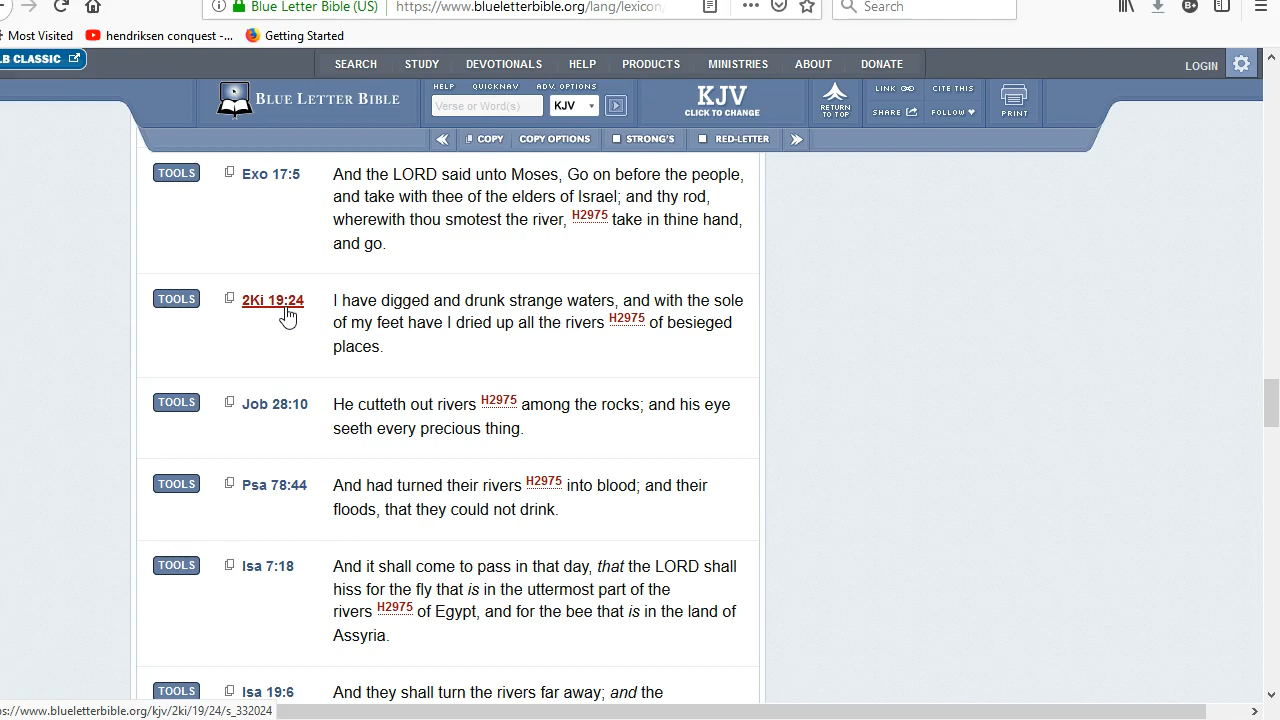 Blue Letter Bible (US) https://www.blueletterbible.org/lang/lexicon/ Search
Most Visited hendriksen conquest -... Getting Started
LB CLASSIC SEARCH STUDY DEVOTIONALS HELP PRODUCTS MINISTRIES ABOUT DONATE LOGIN
BLUE LETTER BIBLE HELP QUICKNAV ADV. OPTIONS
Verse or Word(s) KJV
KJV
CLICK TO CHANGE
RETURN TO TOP
LINK CITE THIS
SHARE FOLLOW
PRINT
COPY COPY OPTIONS STRONG'S RED-LETTER
TOOLS Exo 17:5 And the LORD said unto Moses, Go on before the people,
and take with thee of the elders of Israel; and thy rod,
wherewith thou smotest the river, H2975 take in thine hand,
and go.
TOOLS 2Ki 19:24 I have digged and drunk strange waters, and with the sole
of my feet have I dried up all the rivers H2975 of besieged
places.
TOOLS Job 28:10 He cutteth out rivers H2975 among the rocks; and his eye
seeth every precious thing.
TOOLS Psa 78:44 And had turned their rivers H2975 into blood; and their
floods, that they could not drink.
TOOLS Isa 7:18 And it shall come to pass in that day, that the LORD shall
hiss for the fly that is in the uttermost part of the
rivers H2975 of Egypt, and for the bee that is in the land of
Assyria.
TOOLS Isa 19:6 And they shall turn the rivers far away; and the
ps://www.blueletterbible.org/kjv/2ki/19/24/s_332024